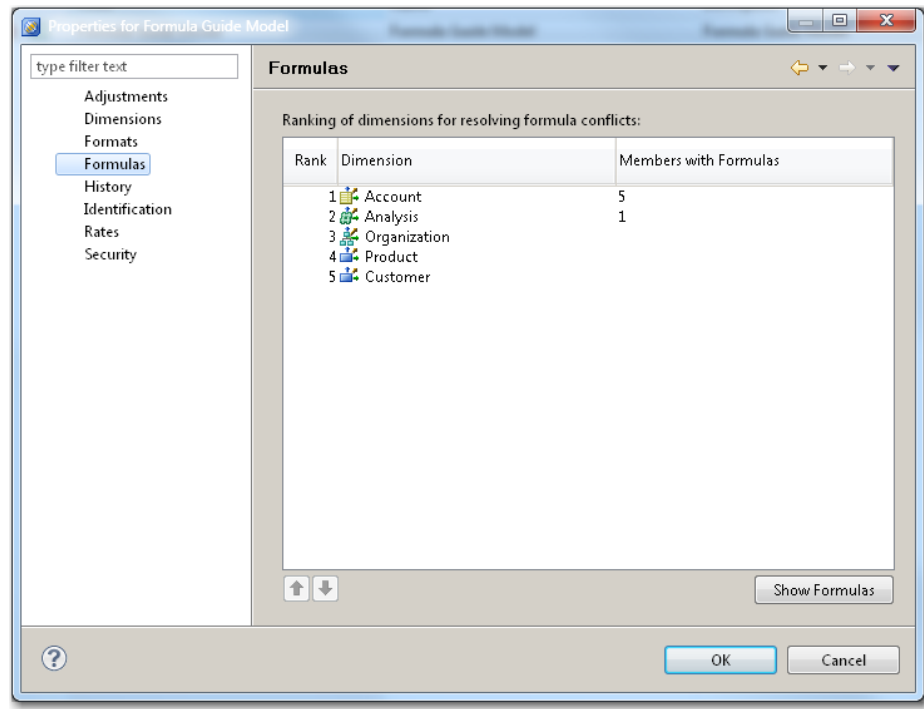 Properties for Formula Guide Model
type filter text
Adjustments
Dimensions
Formats
Formulas
History
Identification
Rates
Security
Formulas
Ranking of dimensions for resolving formula conflicts:
Rank Dimension Members with Formulas
1 Account 5
2 Analysis 1
3 Organization
4 Product
5 Customer
Show Formulas
?
OK Cancel